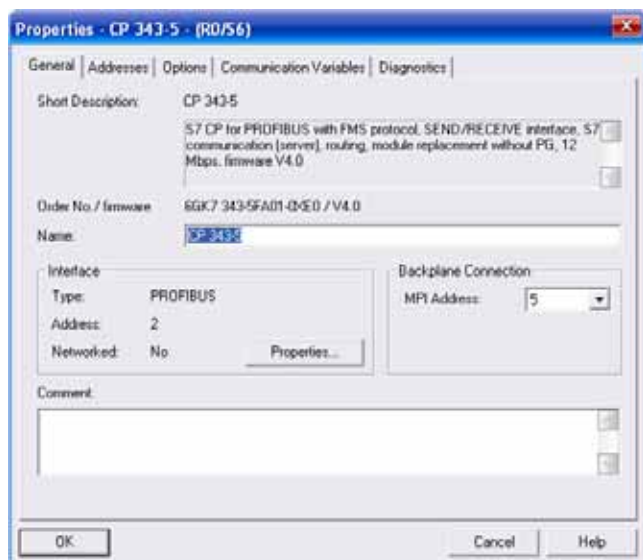 Properties - CP 343-5 - (R0/S6)
General Addresses Options Communication Variables Diagnostics
Short Description: CP 343-5
S7 CP for PROFIBUS with FMS protocol, SEND/RECEIVE interface, S7
communication (server), routing, module replacement without PG, 12
Mbps, firmware V4.0
Order No./ firmware 6GK7 343-5FA01-0XE0 / V4.0
Name: CP 343-5
Interface
Type: PROFIBUS
Address: 2
Networked: No Properties...
Backplane Connection
MPI Address: 5
Comment:
OK Cancel Help